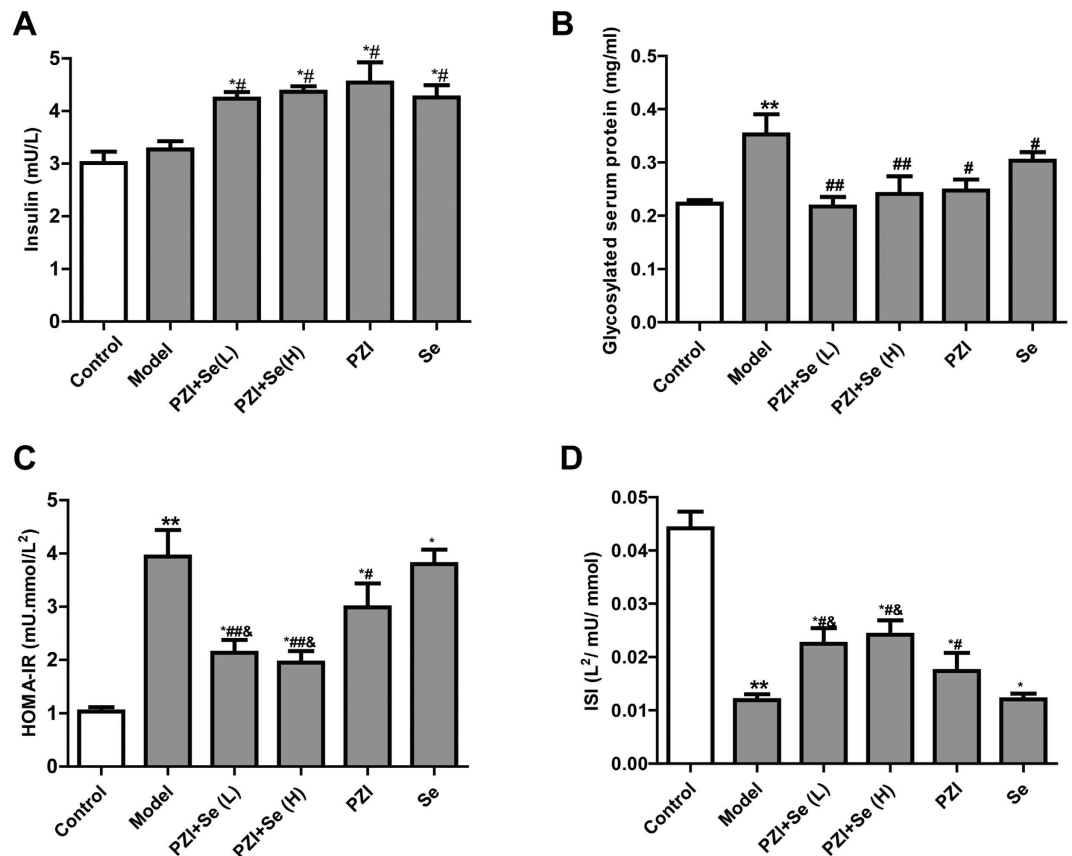 A
Insulin (mU/L)
5
4
3
2
1
0
*#
*#
*#
*#
Control
Model
PZI+Se(L)
PZI+Se(H)
PZI
Se
B
Glycosylated serum protein (mg/ml)
0.5
0.4
0.3
0.2
0.1
0.0
**
##
##
#
#
Control
Model
PZI+Se (L)
PZI+Se (H)
PZI
Se
C
HOMA-IR (mU.mmol/L²)
5
4
3
2
1
0
**
*##&
*##&
*#
*
Control
Model
PZI+Se (L)
PZI+Se (H)
PZI
Se
D
ISI (L²/ mU/ mmol)
0.05
0.04
0.03
0.02
0.01
0.00
**
*#&
*#&
*#
*
Control
Model
PZI+Se (L)
PZI+Se (H)
PZI
Se